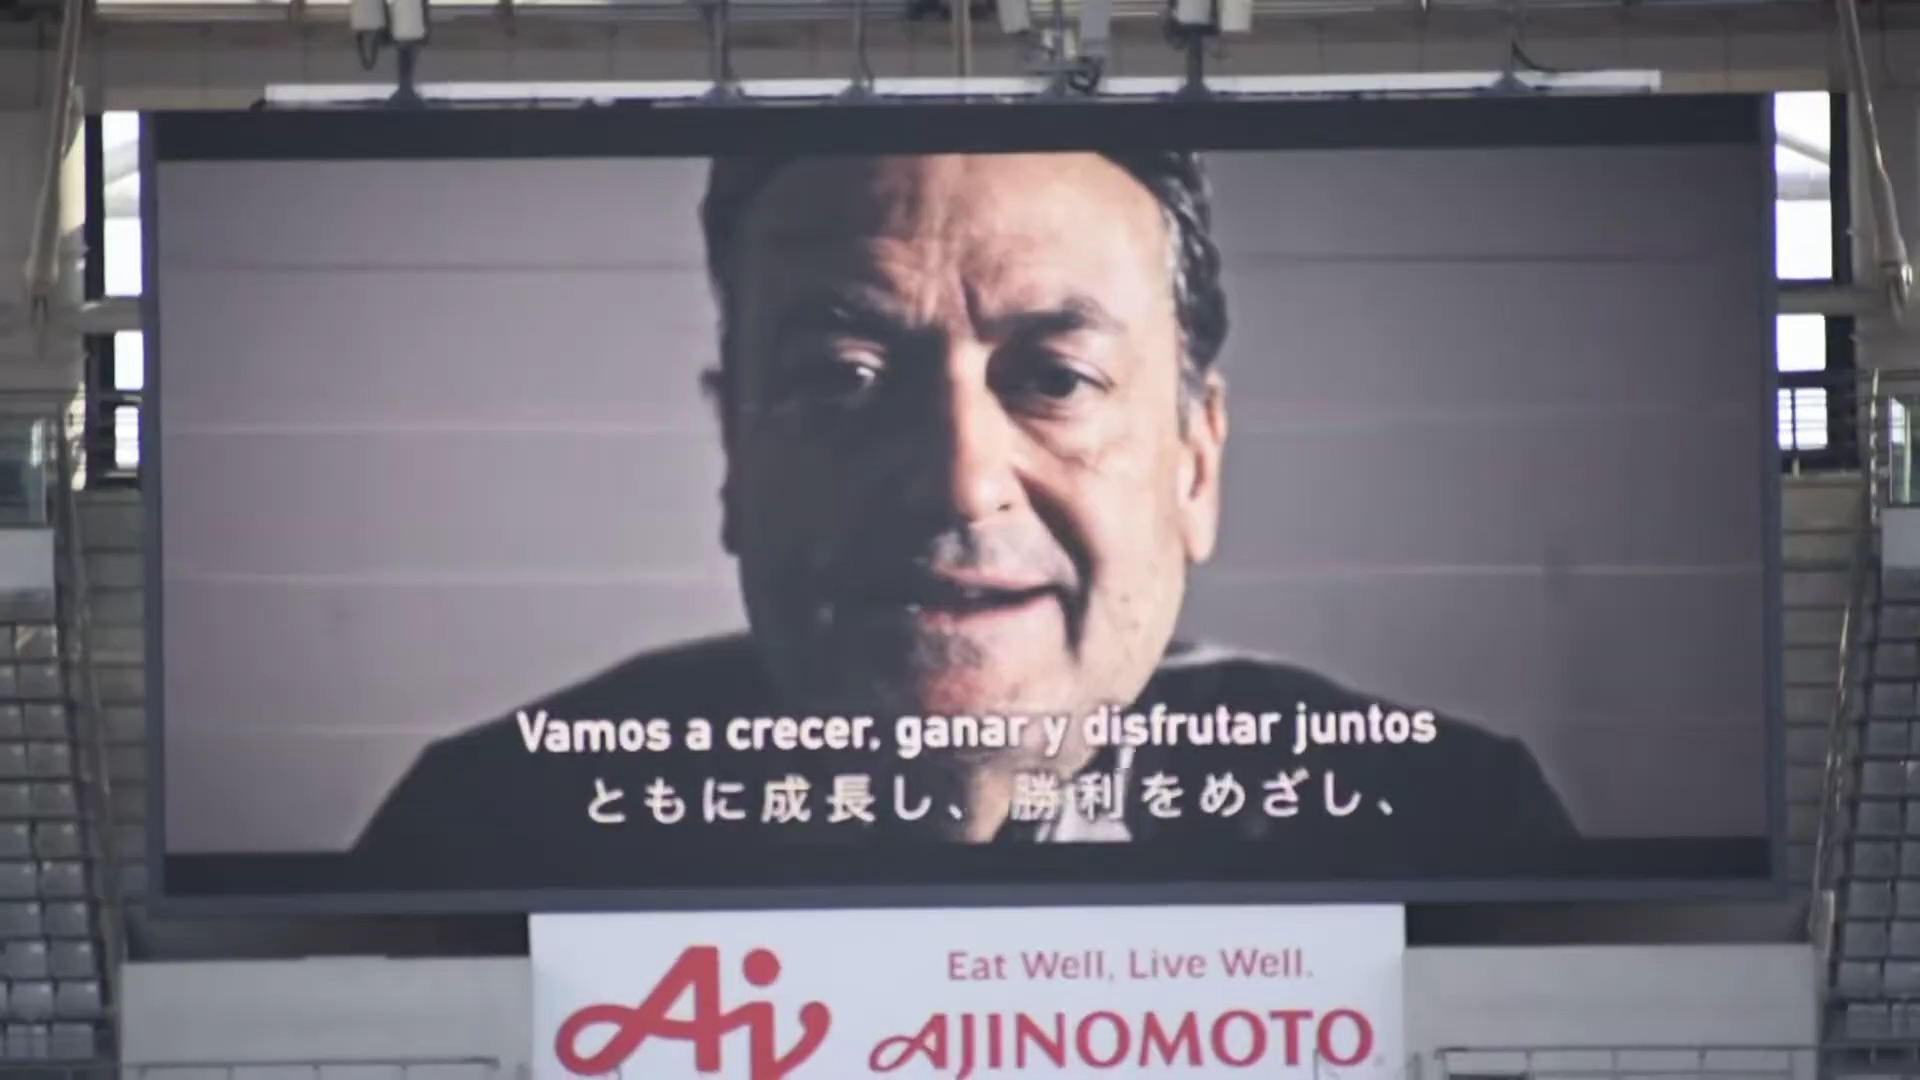 Vamos a crecer, ganar y disfrutar juntos
ともに成長し、勝利をめざし、
Aj
Eat Well, Live Well.
AJINOMOTO